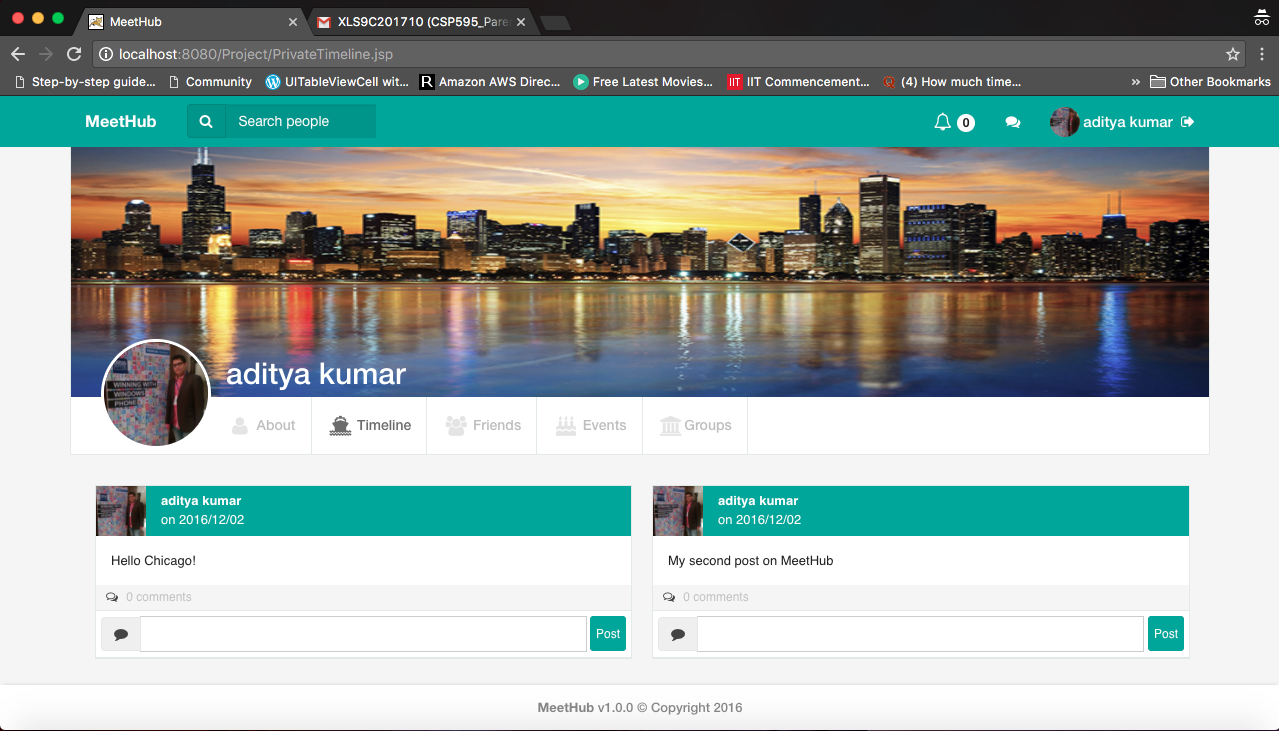 MeetHub
XLS9C201710 (CSP595_Pare
localhost:8080/Project/PrivateTimeline.jsp
Step-by-step guide... Community UITableViewCell wit... R Amazon AWS Direc... Free Latest Movies... IIT IIT Commencement... (4) How much time... » Other Bookmarks
MeetHub Search people 0 aditya kumar
WINNING WITH
WINDOWS
PHONE
aditya kumar
About Timeline Friends Events Groups
aditya kumar
on 2016/12/02
Hello Chicago!
0 comments
Post
aditya kumar
on 2016/12/02
My second post on MeetHub
0 comments
Post
MeetHub v1.0.0 © Copyright 2016